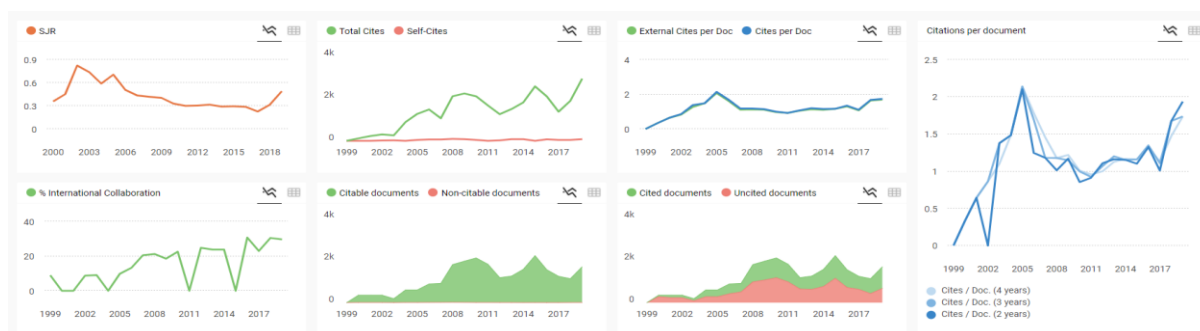 SJR
0.9
0.6
0.3
0
2000 2003 2006 2009 2012 2015 2018
Total Cites Self-Cites
4k
2k
0
1999 2002 2005 2008 2011 2014 2017
External Cites per Doc Cites per Doc
4
2
0
1999 2002 2005 2008 2011 2014 2017
Citations per document
2.5
2
1.5
1
0.5
0
1999 2002 2005 2008 2011 2014 2017
Cites / Doc. (4 years)
Cites / Doc. (3 years)
Cites / Doc. (2 years)
% International Collaboration
40
20
0
1999 2002 2005 2008 2011 2014 2017
Citable documents Non-citable documents
4k
2k
0
1999 2002 2005 2008 2011 2014 2017
Cited documents Uncited documents
4k
2k
0
1999 2002 2005 2008 2011 2014 2017